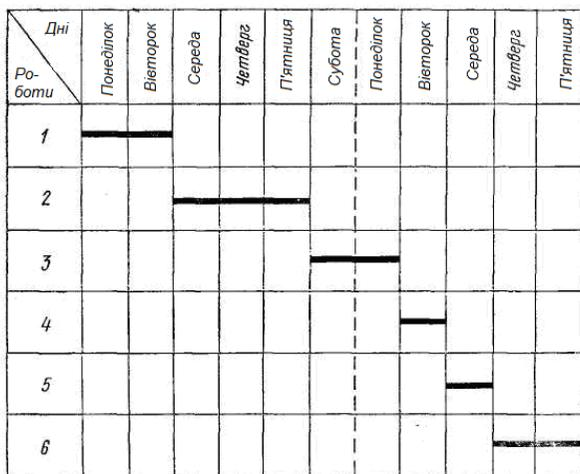 Дні
Ро-
боти
Понеділок
Вівторок
Середа
Четверг
П'ятниця
Субота
Понеділок
Вівторок
Середа
Четверг
П'ятниця
1
2
3
4
5
6